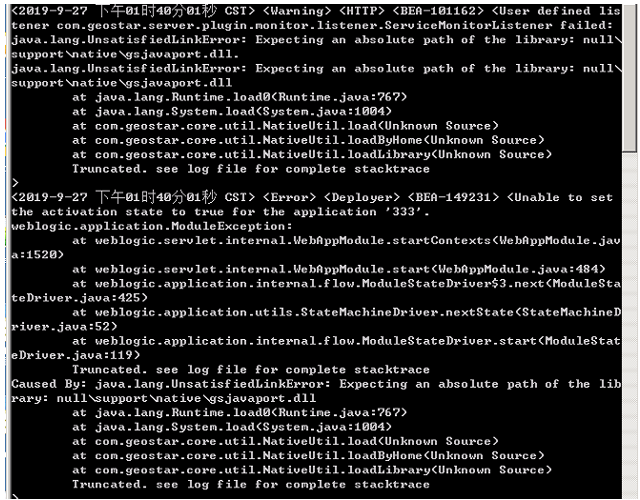 <2019-9-27 下午01时40分01秒 CST> <Warning> <HTTP> <BEA-101162> <User defined lis
tener com.geostar.server.plugin.monitor.listener.ServiceMonitorListener failed:
java.lang.UnsatisfiedLinkError: Expecting an absolute path of the library: null\
support\native\gsjavaport.dll.
java.lang.UnsatisfiedLinkError: Expecting an absolute path of the library: null\
support\native\gsjavaport.dll
        at java.lang.Runtime.load0(Runtime.java:767)
        at java.lang.System.load(System.java:1004)
        at com.geostar.core.util.NativeUtil.load(Unknown Source)
        at com.geostar.core.util.NativeUtil.loadByHome(Unknown Source)
        at com.geostar.core.util.NativeUtil.loadLibrary(Unknown Source)
        Truncated. see log file for complete stacktrace
>
<2019-9-27 下午01时40分01秒 CST> <Error> <Deployer> <BEA-149231> <Unable to set
the activation state to true for the application '333'.
weblogic.application.ModuleException:
        at weblogic.servlet.internal.WebAppModule.startContexts(WebAppModule.jav
a:1520)
        at weblogic.servlet.internal.WebAppModule.start(WebAppModule.java:484)
        at weblogic.application.internal.flow.ModuleStateDriver$3.next(ModuleSta
teDriver.java:425)
        at weblogic.application.utils.StateMachineDriver.nextState(StateMachineD
river.java:52)
        at weblogic.application.internal.flow.ModuleStateDriver.start(ModuleStat
eDriver.java:119)
        Truncated. see log file for complete stacktrace
Caused By: java.lang.UnsatisfiedLinkError: Expecting an absolute path of the lib
rary: null\support\native\gsjavaport.dll
        at java.lang.Runtime.load0(Runtime.java:767)
        at java.lang.System.load(System.java:1004)
        at com.geostar.core.util.NativeUtil.load(Unknown Source)
        at com.geostar.core.util.NativeUtil.loadByHome(Unknown Source)
        at com.geostar.core.util.NativeUtil.loadLibrary(Unknown Source)
        Truncated. see log file for complete stacktrace